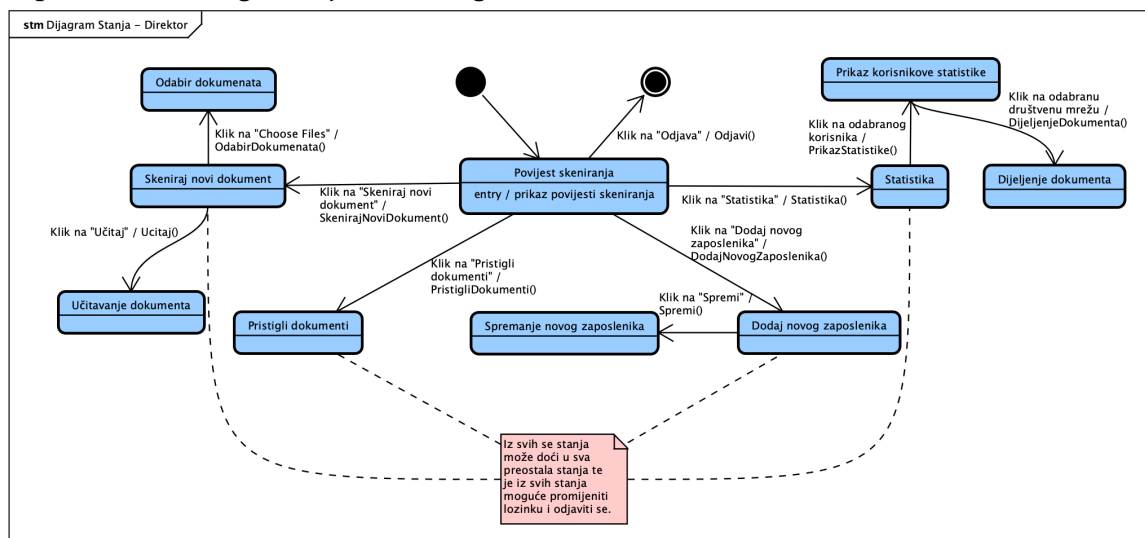 stm Dijagram Stanja – Direktor
Odabir dokumenata
Klik na "Choose Files" /
OdabirDokumenata()
Skeniraj novi dokument
Klik na "Učitaj" / Ucitaj()
Učitavanje dokumenta
Klik na "Skeniraj novi
dokument" /
SkenirajNoviDokument()
Klik na "Odjava" / Odjavi()
Povijest skeniranja
entry / prikaz povijesti skeniranja
Klik na "Statistika" / Statistika()
Klik na "Pristigli
dokumenti" /
PristigliDokumenti()
Pristigli dokumenti
Klik na "Dodaj novog
zaposlenika" /
DodajNovogZaposlenika()
Klik na "Spremi" /
Spremi()
Spremanje novog zaposlenika
Dodaj novog zaposlenika
Prikaz korisnikove statistike
Klik na odabranog
korisnika /
PrikazStatistike()
Klik na odabranu
društvenu mrežu /
DijeljenjeDokumenta()
Statistika
Dijeljenje dokumenta
Iz svih se stanja
može doći u sva
preostala stanja te
je iz svih stanja
moguće promijeniti
lozinku i odjaviti se.